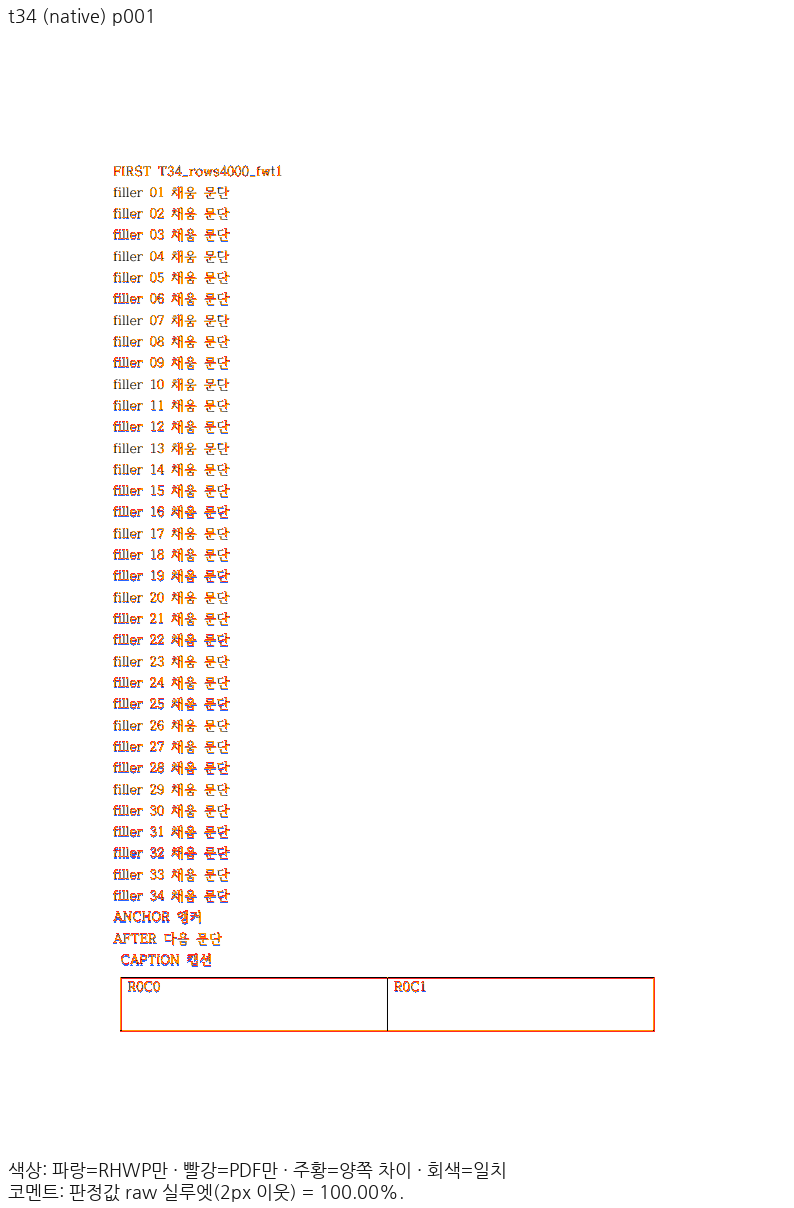 t34 (native) p001
FIRST T34_rows4000_fwt1
filler 01 채움 문단
filler 02 채움 문단
filler 03 채움 문단
filler 04 채움 문단
filler 05 채움 문단
filler 06 채움 문단
filler 07 채움 문단
filler 08 채움 문단
filler 09 채움 문단
filler 10 채움 문단
filler 11 채움 문단
filler 12 채움 문단
filler 13 채움 문단
filler 14 채움 문단
filler 15 채움 문단
filler 16 채움 문단
filler 17 채움 문단
filler 18 채움 문단
filler 19 채움 문단
filler 20 채움 문단
filler 21 채움 문단
filler 22 채움 문단
filler 23 채움 문단
filler 24 채움 문단
filler 25 채움 문단
filler 26 채움 문단
filler 27 채움 문단
filler 28 채움 문단
filler 29 채움 문단
filler 30 채움 문단
filler 31 채움 문단
filler 32 채움 문단
filler 33 채움 문단
filler 34 채움 문단
ANCHOR 앵커
AFTER 다음 문단
CAPTION 캡션
R0C0 R0C1
색상: 파랑=RHWP만 · 빨강=PDF만 · 주황=양쪽 차이 · 회색=일치
코멘트: 판정값 raw 실루엣(2px 이웃) = 100.00%.